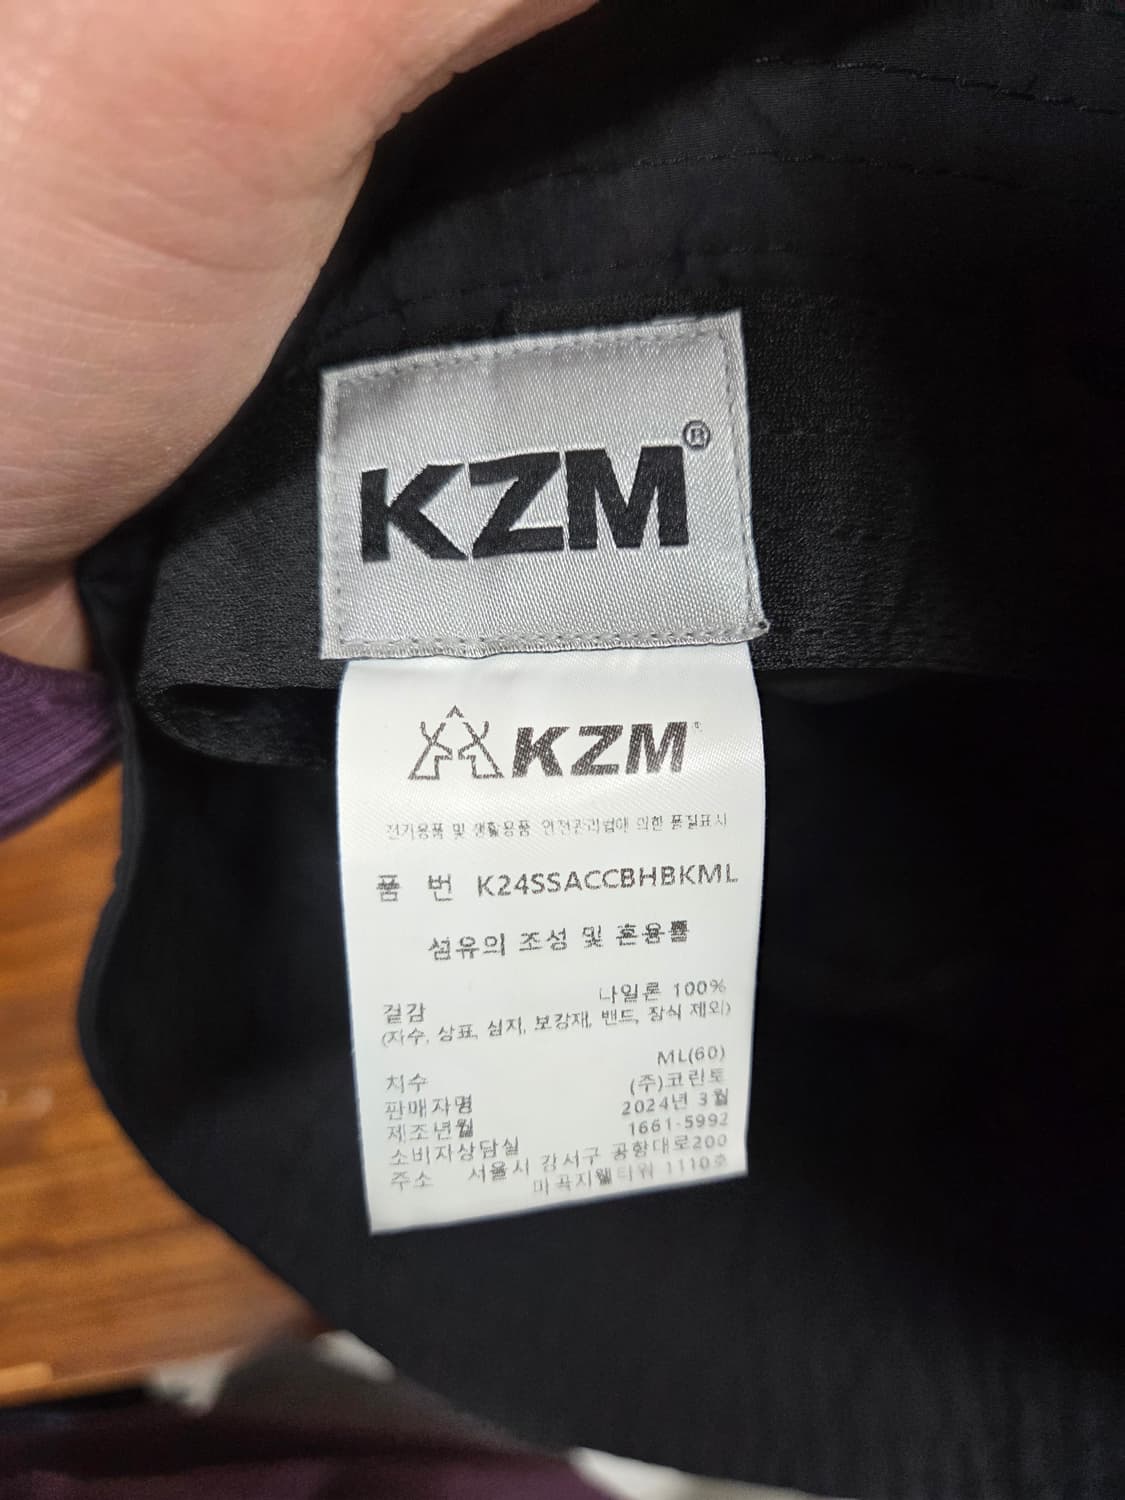 KZM®
KZM
전기용품 및 생활용품 안전관리법에 의한 품질표시
품 번 K24SSACCBHBKML
섬유의 조성 및 혼용률
겉감 나일론 100%
(자수, 상표, 심지, 보강재, 밴드, 장식 제외)
치수 ML(60)
판매자명 (주)코린토
제조년월 2024년 3월
소비자상담실 1661-5992
주소 서울시 강서구 공항대로200
마곡지웰타워 1110호